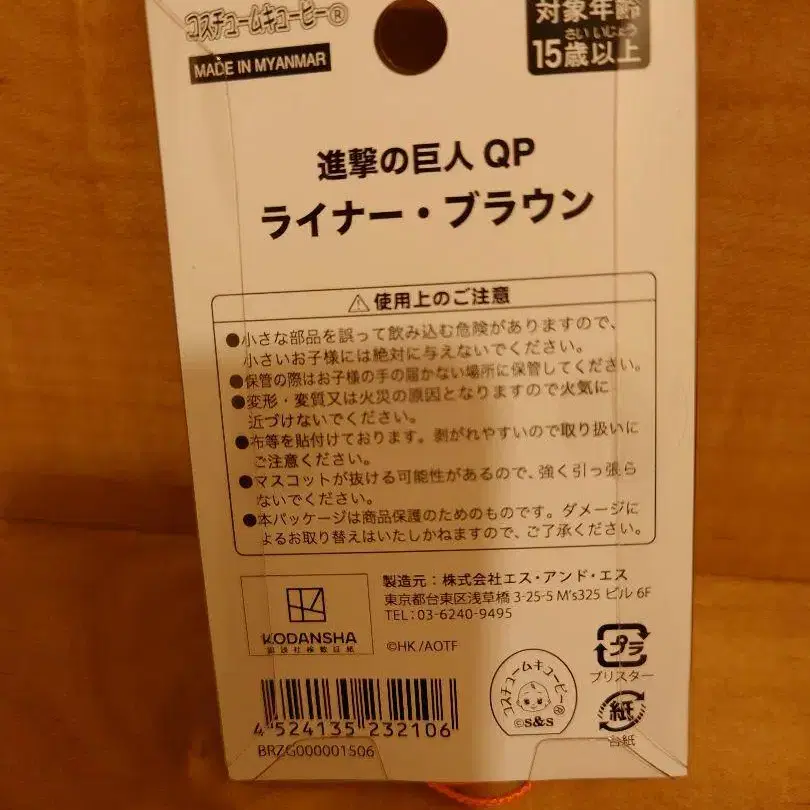 コスチュームキューピー®
MADE IN MYANMAR
対象年齢
さい いじょう
15歳以上
進撃の巨人 QP
ライナー・ブラウン
⚠使用上のご注意
●小さな部品を誤って飲み込む危険がありますので、
小さいお子様には絶対に与えないでください。
●保管の際はお子様の手の届かない場所に保管してください。
●変形・変質又は火災の原因となりますので火気に
近づけないでください。
●布等を貼付けております。剥がれやすいので取り扱いに
ご注意ください。
●マスコットが抜ける可能性があるので、強く引っ張ら
ないでください。
●本パッケージは商品保護のためのものです。ダメージに
よるお取り替えはいたしかねますので、ご了承ください。
製造元:株式会社エス・アンド・エス
東京都台東区浅草橋 3-25-5 M's325 ビル 6F
TEL:03-6240-9495
KODANSHA
©HK/AOTF
プラ
ブリスター
コスチュームキューピー®
©S&S
紙
台紙
4 524135 232106
BRZG000001506